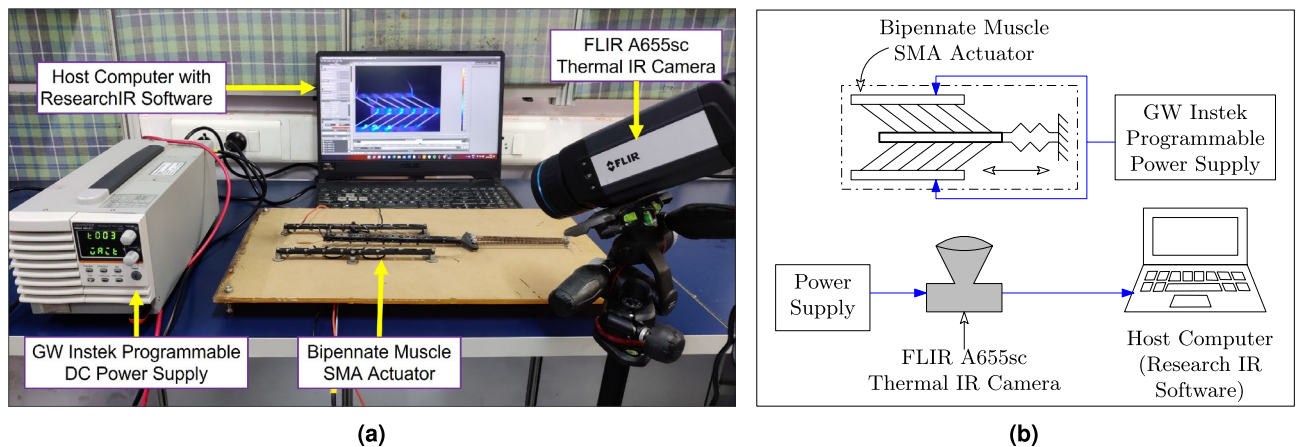 Host Computer with
ResearchIR Software
FLIR A655sc
Thermal IR Camera
FLIR
GW Instek Programmable
DC Power Supply
Bipennate Muscle
SMA Actuator
(a)
Bipennate Muscle
SMA Actuator
GW Instek
Programmable
Power Supply
Power
Supply
FLIR A655sc
Thermal IR Camera
Host Computer
(Research IR
Software)
(b)